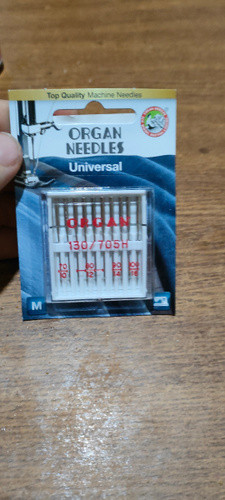 Top Quality Machine Needles
ORGAN
NEEDLES
Universal
ORGAN
130/705H
M